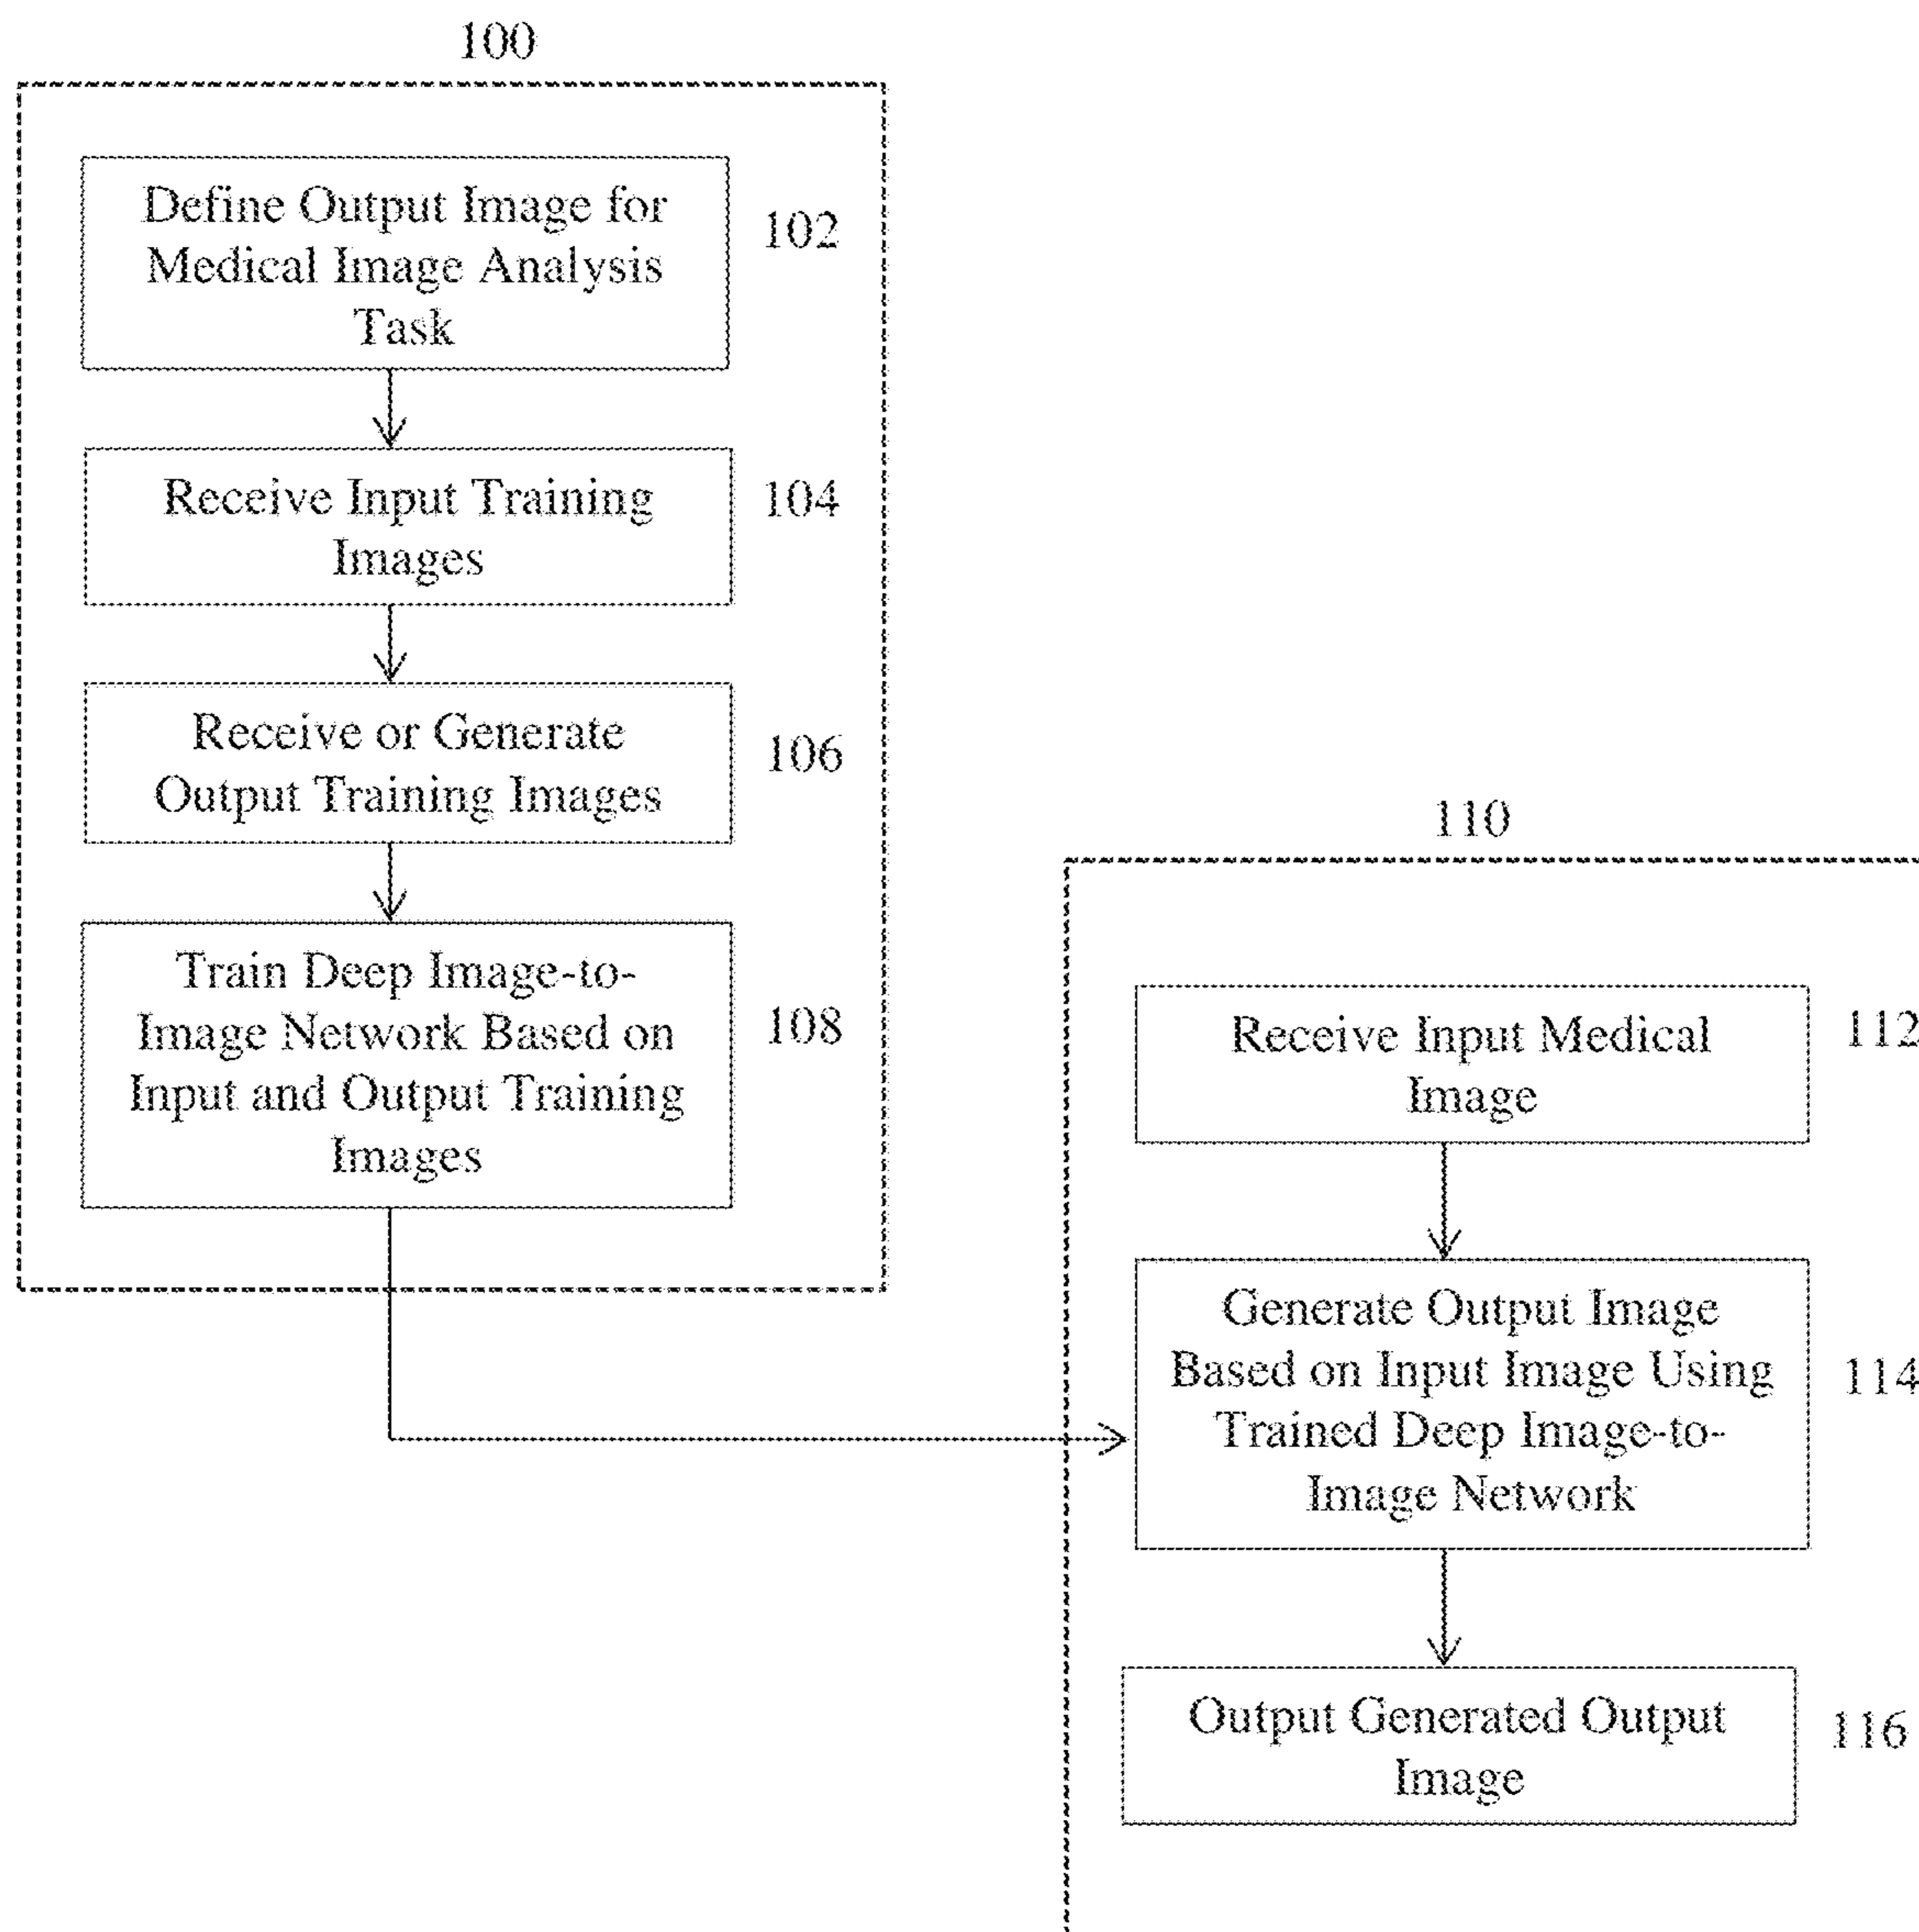 100
Define Output Image for
Medical Image Analysis
Task
102
Receive Input Training
Images
104
Receive or Generate
Output Training Images
106
Train Deep Image-to-
Image Network Based on
Input and Output Training
Images
108
110
Receive Input Medical
Image
112
Generate Output Image
Based on Input Image Using
Trained Deep Image-to-
Image Network
114
Output Generated Output
Image
116